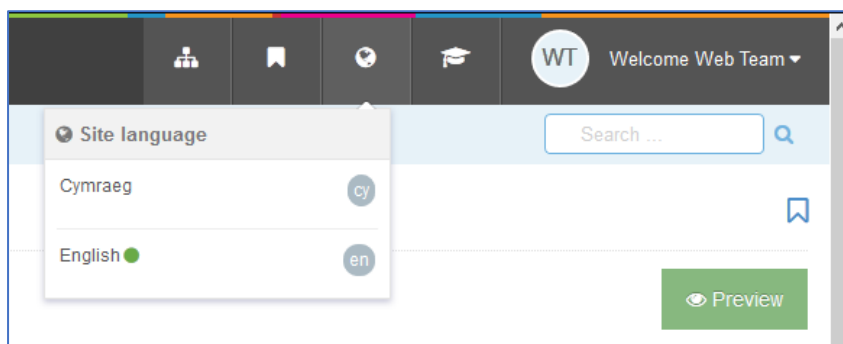 WT Welcome Web Team
Site language
Search ...
Cymraeg cy
English en
Preview